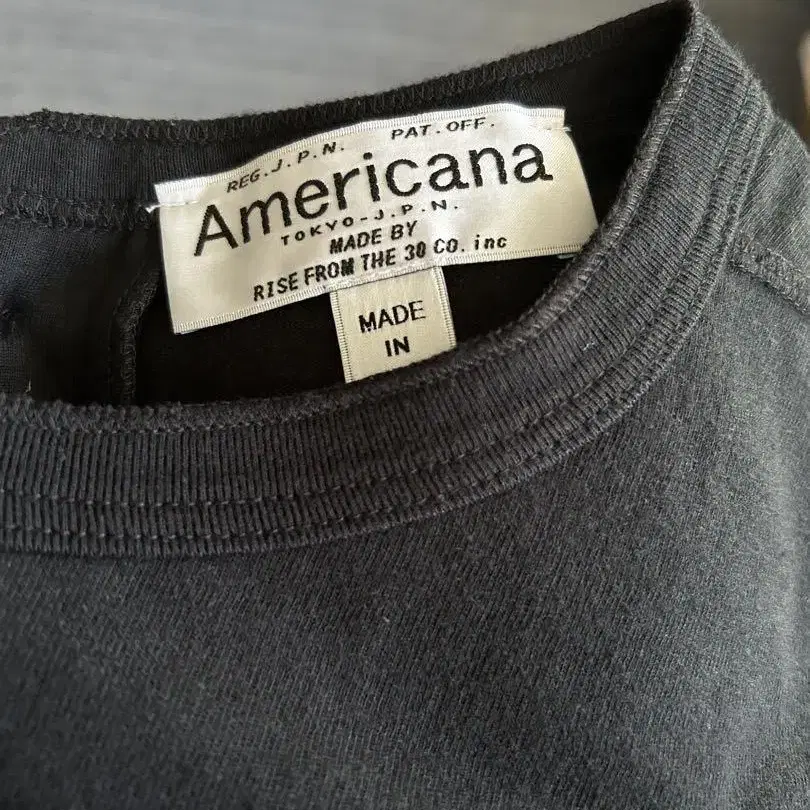 REG.J.P.N. PAT.OFF.
Americana
TOKYO-J.P.N.
MADE BY
RISE FROM THE 30 CO. inc
MADE
IN